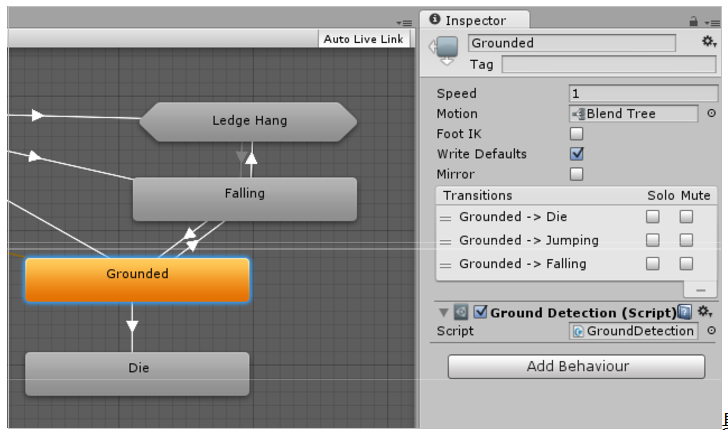 Auto Live Link
Ledge Hang
Falling
Grounded
Die
Inspector
Grounded
Tag
Speed 1
Motion Blend Tree
Foot IK
Write Defaults
Mirror
Transitions Solo Mute
Grounded -> Die
Grounded -> Jumping
Grounded -> Falling
Ground Detection (Script)
Script GroundDetection
Add Behaviour